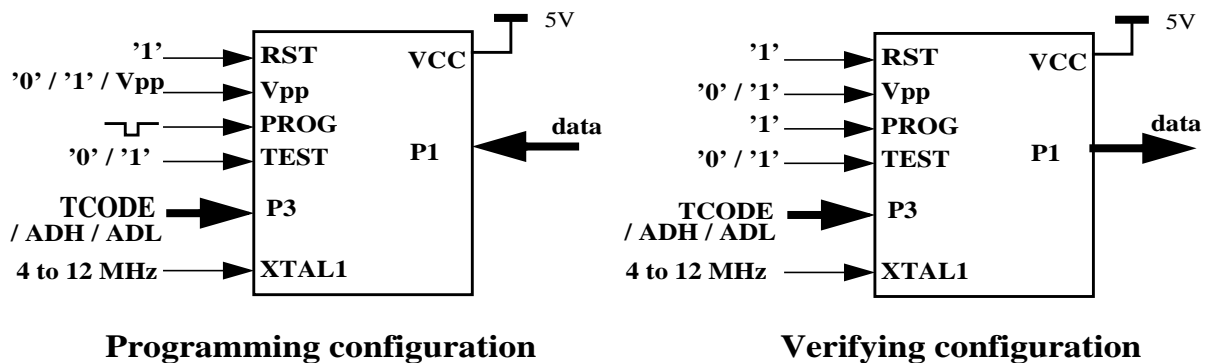 5V
’1’
RST
VCC
’0’ / ’1’ / Vpp
Vpp
PROG
data
’0’ / ’1’
TEST
P1
TCODE
/ ADH / ADL
P3
4 to 12 MHz
XTAL1
Programming configuration
5V
’1’
RST
VCC
’0’ / ’1’
Vpp
’1’
PROG
data
’0’ / ’1’
TEST
P1
TCODE
/ ADH / ADL
P3
4 to 12 MHz
XTAL1
Verifying configuration